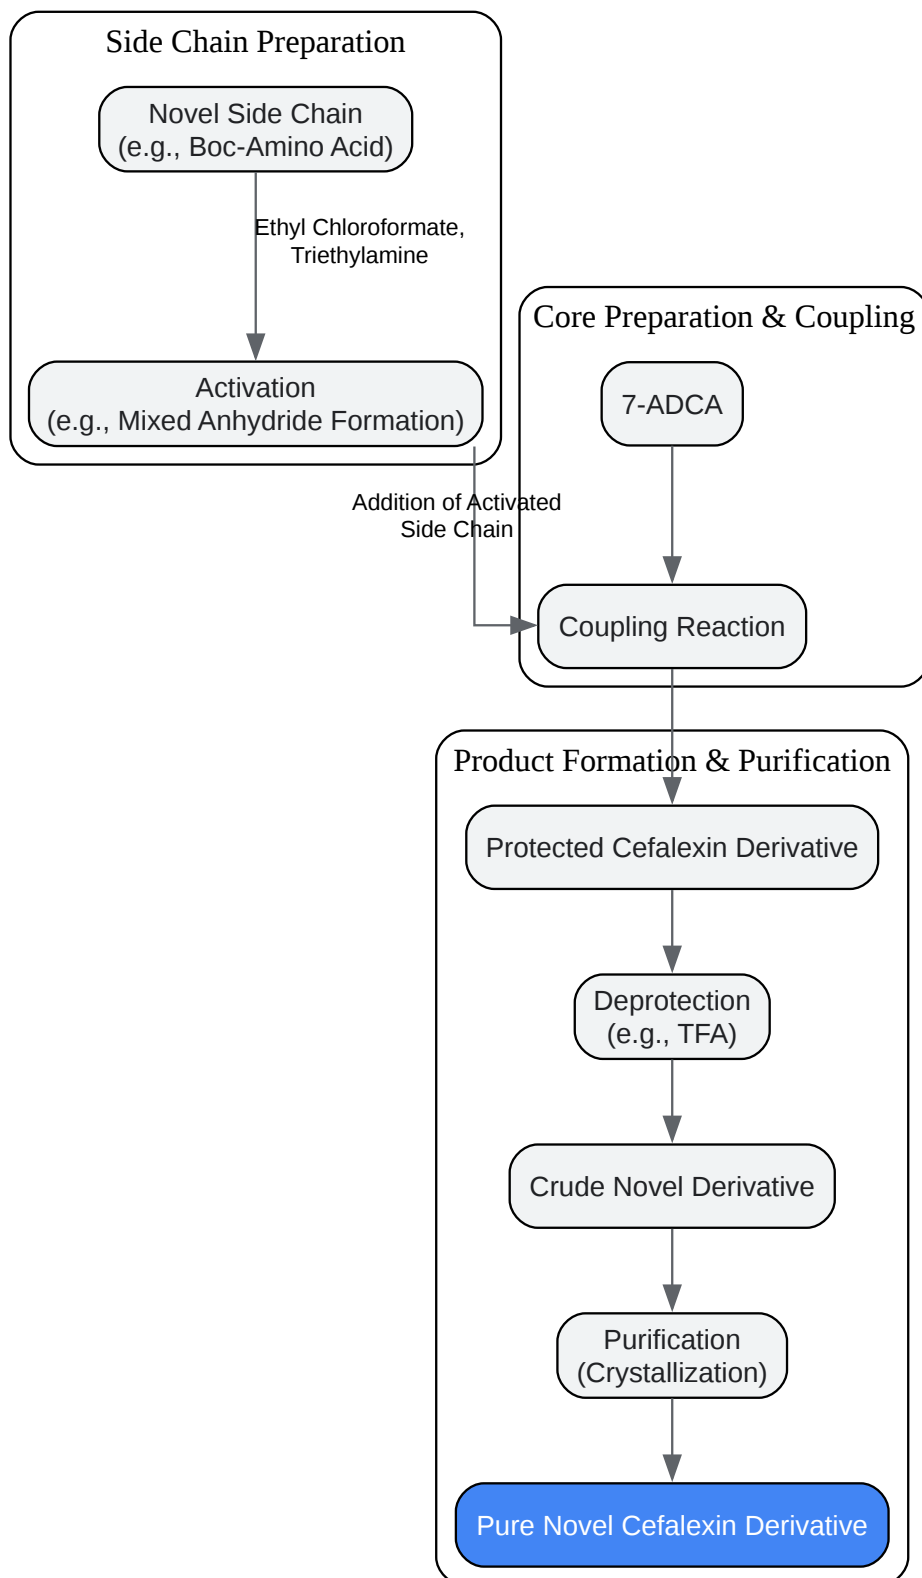 Side Chain Preparation
Novel Side Chain
(e.g., Boc-Amino Acid)
Ethyl Chloroformate,
Triethylamine
Activation
(e.g., Mixed Anhydride Formation)
Core Preparation & Coupling
7-ADCA
Addition of Activated
Side Chain
Coupling Reaction
Product Formation & Purification
Protected Cefalexin Derivative
Deprotection
(e.g., TFA)
Crude Novel Derivative
Purification
(Crystallization)
Pure Novel Cefalexin Derivative